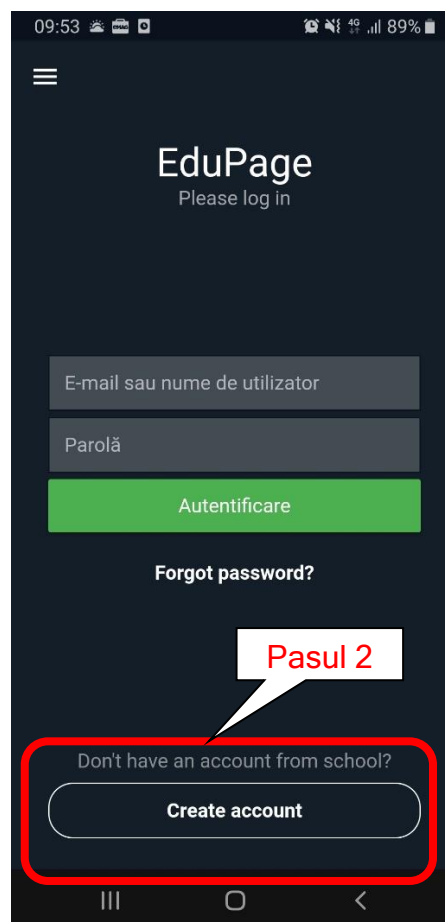 09:53 4G 89%
EduPage
Please log in
E-mail sau nume de utilizator
Parolă
Autentificare
Forgot password?
Pasul 2
Don't have an account from school?
Create account